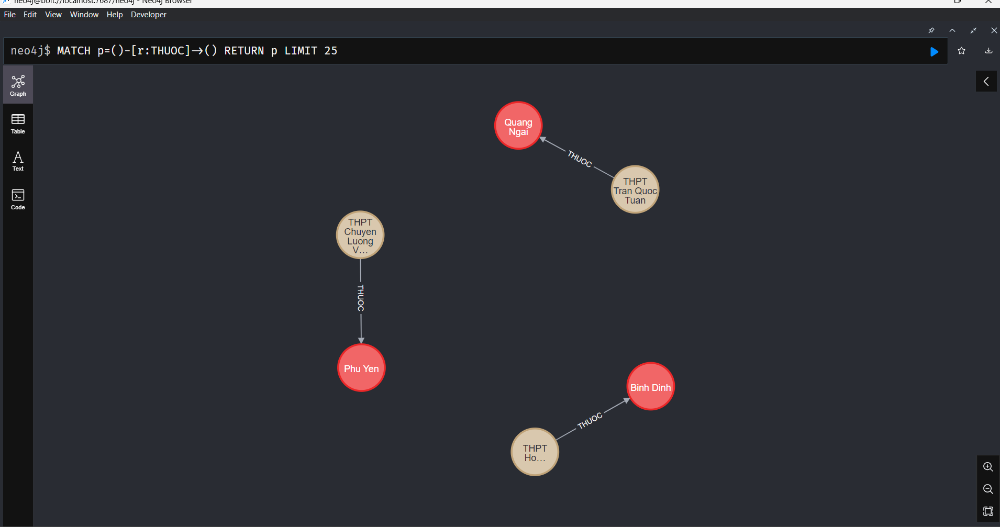 neo4j@bolt://localhost:7687/neo4j - Neo4j Browser
File Edit View Window Help Developer
neo4j$ MATCH p=()-[r:THUOC]->() RETURN p LIMIT 25
Graph
Table
Text
Code
Quang
Ngai
THUOC
THPT
Tran Quoc
Tuan
THPT
Chuyen
Luong
V...
THUOC
Phu Yen
Binh Dinh
THUOC
THPT
Ho...